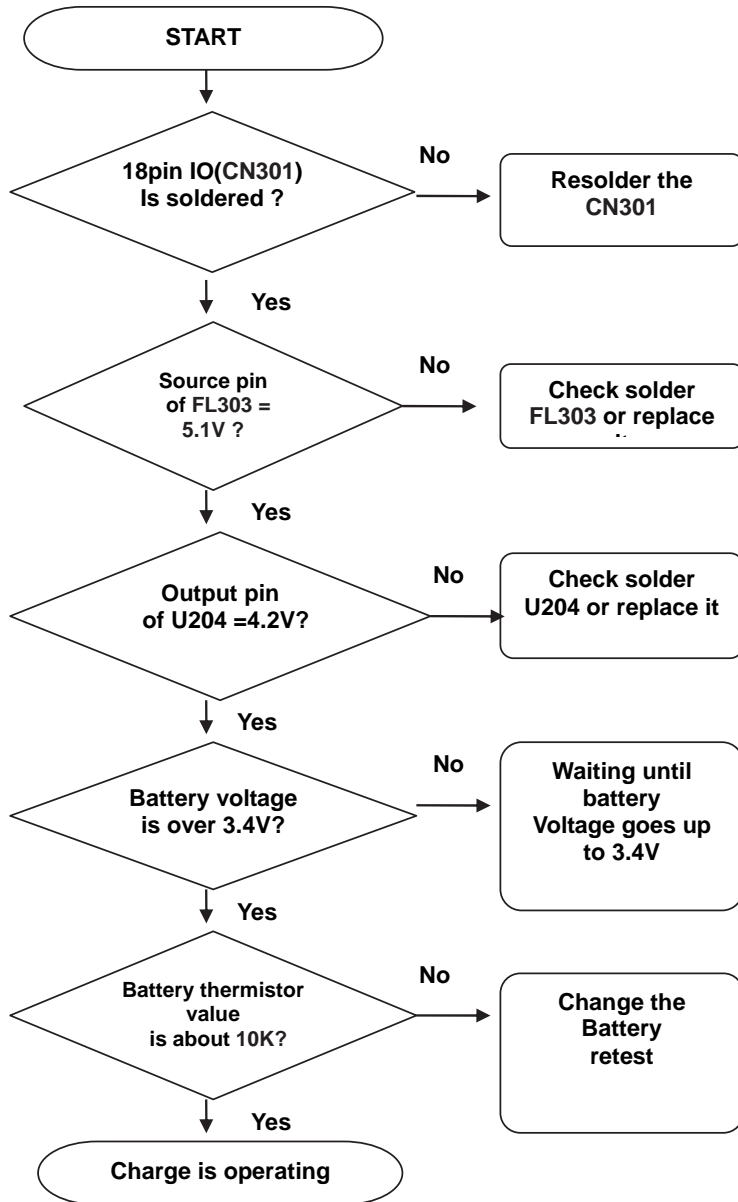 START
18pin IO(CN301)
Is soldered ?
No
Resolder the
CN301
Yes
Source pin
of FL303 =
5.1V ?
No
Check solder
FL303 or replace
Yes
Output pin
of U204 =4.2V?
No
Check solder
U204 or replace it
Yes
Battery voltage
is over 3.4V?
No
Waiting until
battery
Voltage goes up
to 3.4V
Yes
Battery thermistor
value
is about 10K?
No
Change the
Battery
retest
Yes
Charge is operating